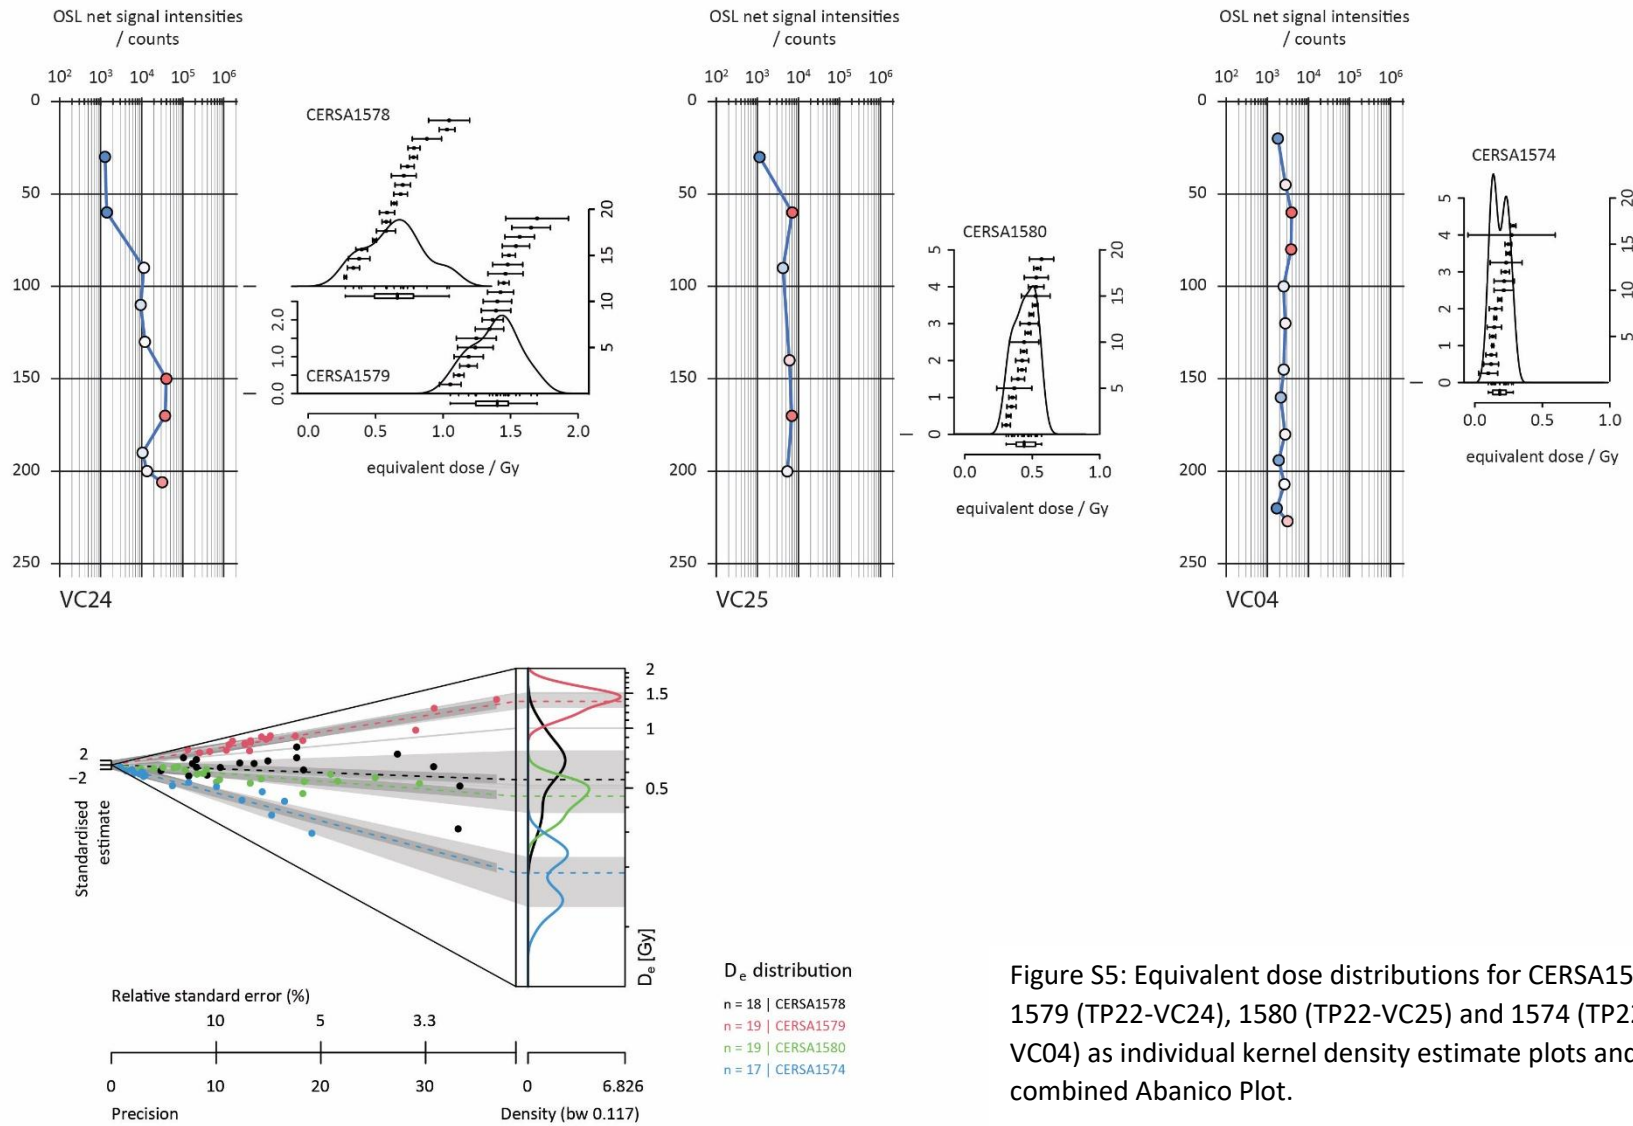 OSL net signal intensities
/ counts
10² 10³ 10⁴ 10⁵ 10⁶
0
50
100
150
200
250
VC24
CERSA1578
CERSA1579
0.0 1.0 2.0
5 10 15 20
0.0 0.5 1.0 1.5 2.0
equivalent dose / Gy
OSL net signal intensities
/ counts
10² 10³ 10⁴ 10⁵ 10⁶
0
50
100
150
200
250
VC25
CERSA1580
0 1 2 3 4 5
5 10 15 20
0.0 0.5 1.0
equivalent dose / Gy
OSL net signal intensities
/ counts
10² 10³ 10⁴ 10⁵ 10⁶
0
50
100
150
200
250
VC04
CERSA1574
0 1 2 3 4 5
5 10 15 20
0.0 0.5 1.0
equivalent dose / Gy
2
−2
Standardised
estimate
2
1.5
1
0.5
Dₑ [Gy]
Relative standard error (%)
10 5 3.3
0 10 20 30
Precision
0 6.826
Density (bw 0.117)
Dₑ distribution
n = 18 | CERSA1578
n = 19 | CERSA1579
n = 19 | CERSA1580
n = 17 | CERSA1574
Figure S5: Equivalent dose distributions for CERSA15
1579 (TP22-VC24), 1580 (TP22-VC25) and 1574 (TP2
VC04) as individual kernel density estimate plots and
combined Abanico Plot.